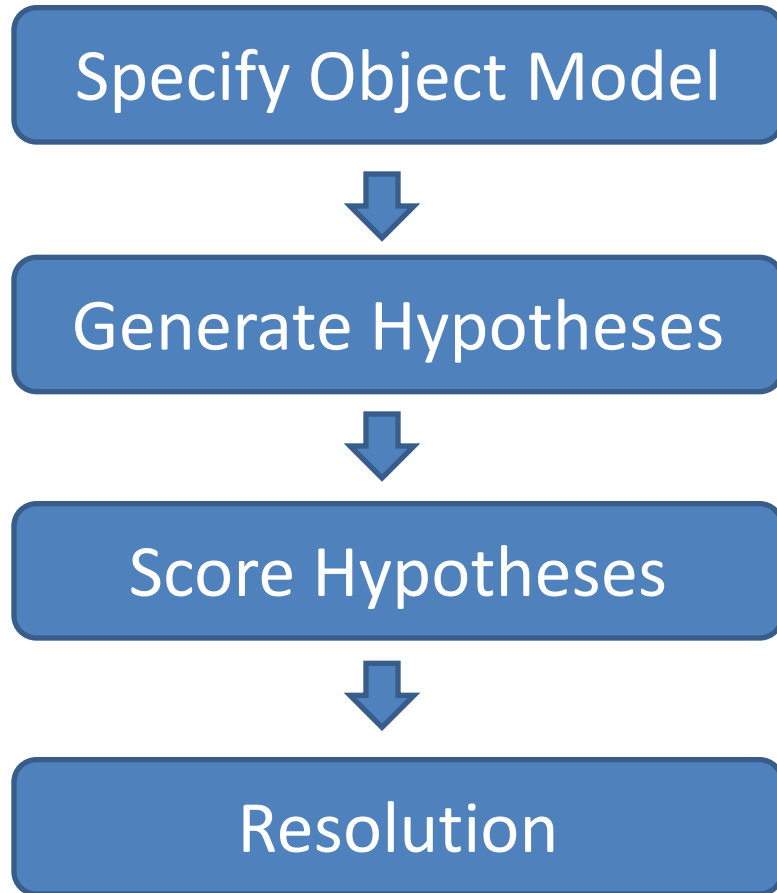 Specify Object Model
Generate Hypotheses
Score Hypotheses
Resolution